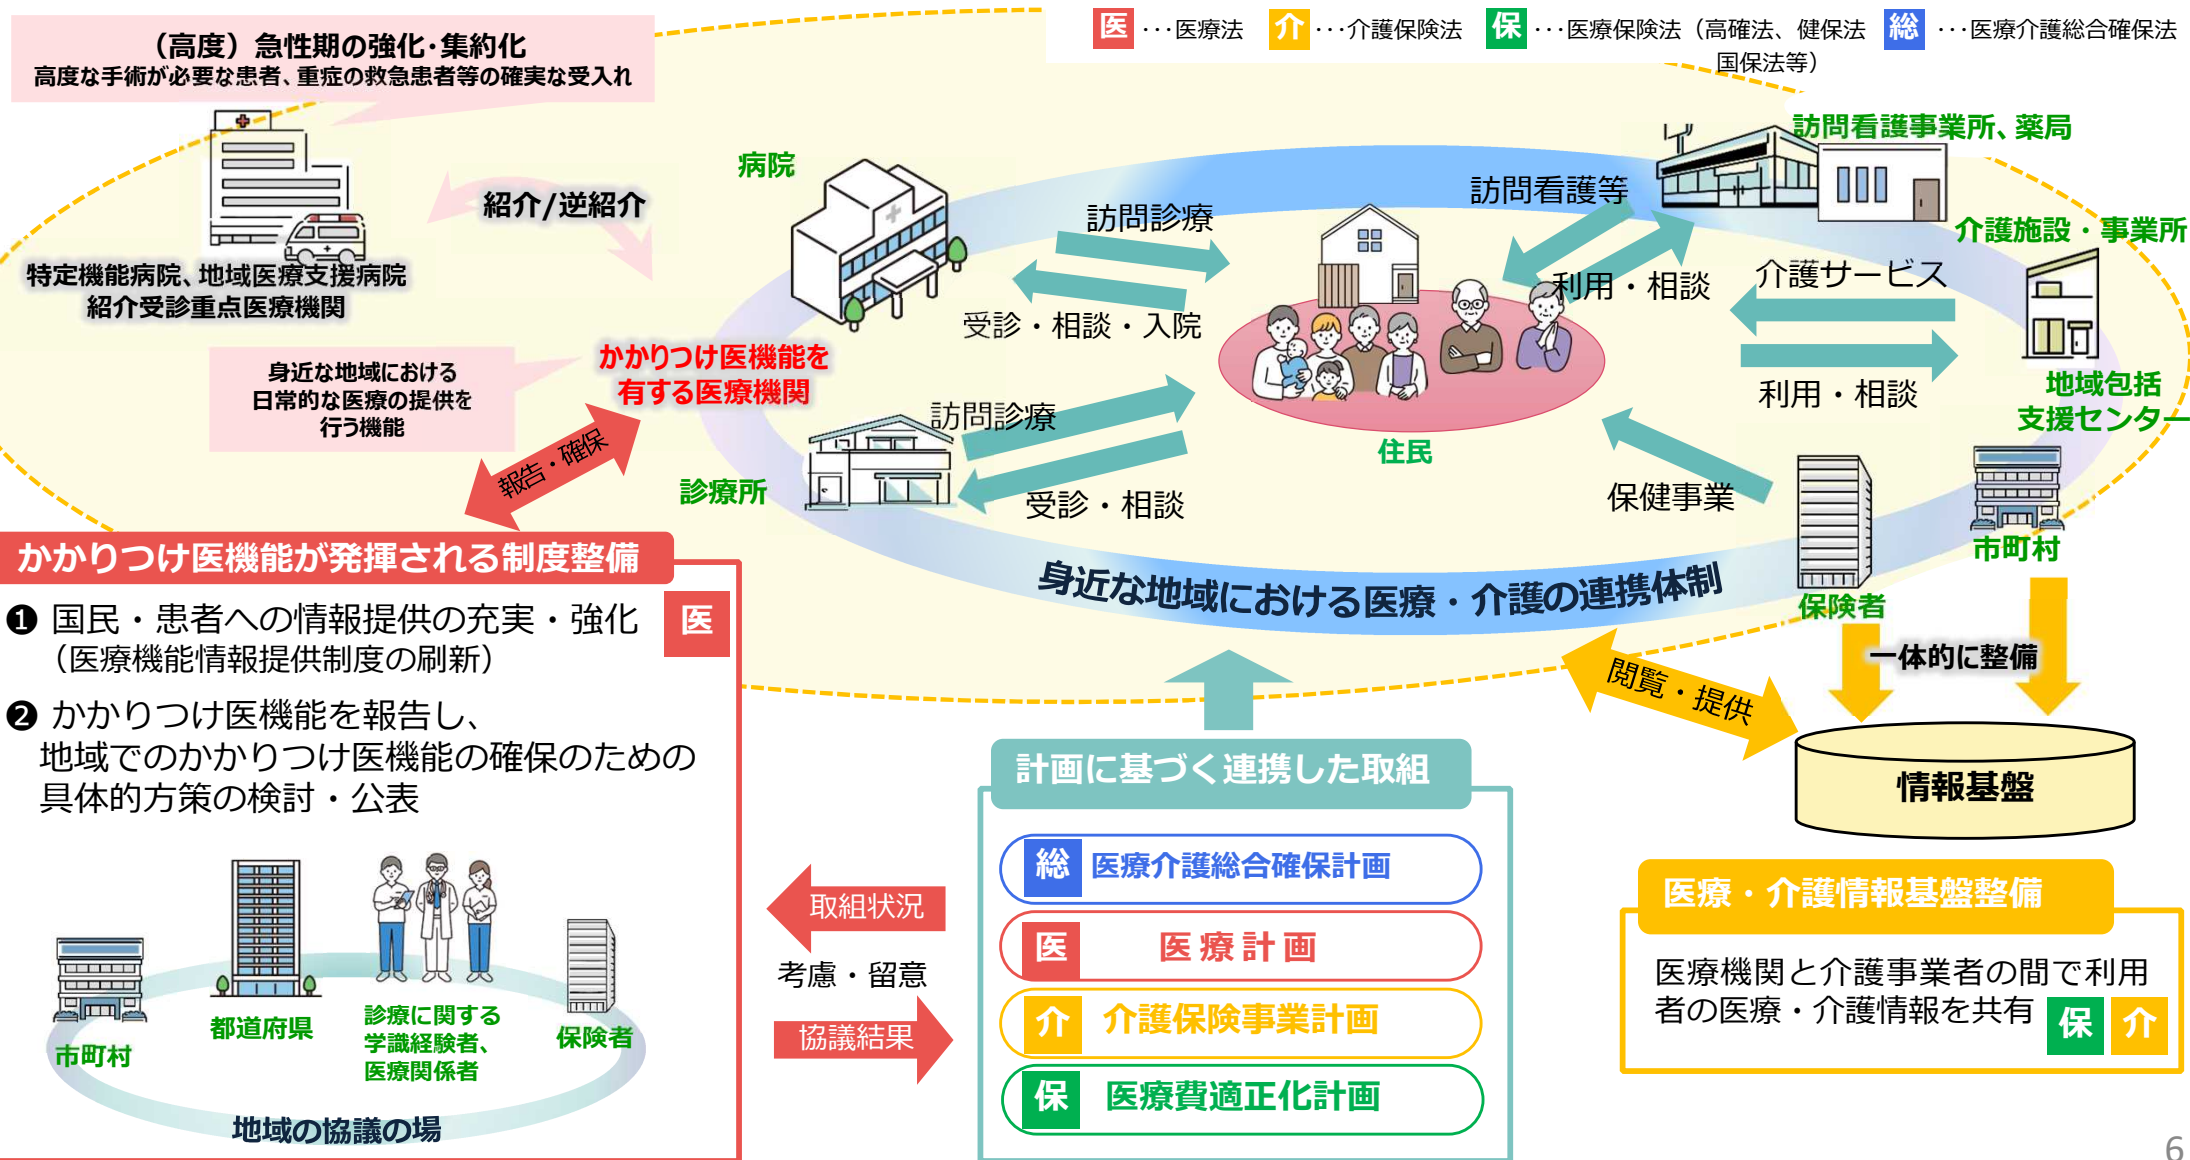 医 ･･･医療法 介 ･･･介護保険法 保 ･･･医療保険法（高確法、健保法 総 ･･･医療介護総合確保法
国保法等）
（高度）急性期の強化・集約化
高度な手術が必要な患者、重症の救急患者等の確実な受入れ
特定機能病院、地域医療支援病院
紹介受診重点医療機関
紹介/逆紹介
身近な地域における
日常的な医療の提供を
行う機能
かかりつけ医機能を
有する医療機関
病院
訪問診療
受診・相談・入院
訪問診療
受診・相談
診療所
住民
訪問看護等
利用・相談
訪問看護事業所、薬局
介護施設・事業所
介護サービス
利用・相談
地域包括
支援センター
保健事業
市町村
保険者
身近な地域における医療・介護の連携体制
報告・確保
かかりつけ医機能が発揮される制度整備
❶ 国民・患者への情報提供の充実・強化 医
（医療機能情報提供制度の刷新）
❷ かかりつけ医機能を報告し、
地域でのかかりつけ医機能の確保のための
具体的方策の検討・公表
市町村
都道府県
診療に関する
学識経験者、
医療関係者
保険者
地域の協議の場
取組状況
考慮・留意
協議結果
計画に基づく連携した取組
総 医療介護総合確保計画
医 医療計画
介 介護保険事業計画
保 医療費適正化計画
閲覧・提供
一体的に整備
情報基盤
医療・介護情報基盤整備
医療機関と介護事業者の間で利用
者の医療・介護情報を共有 保 介
6